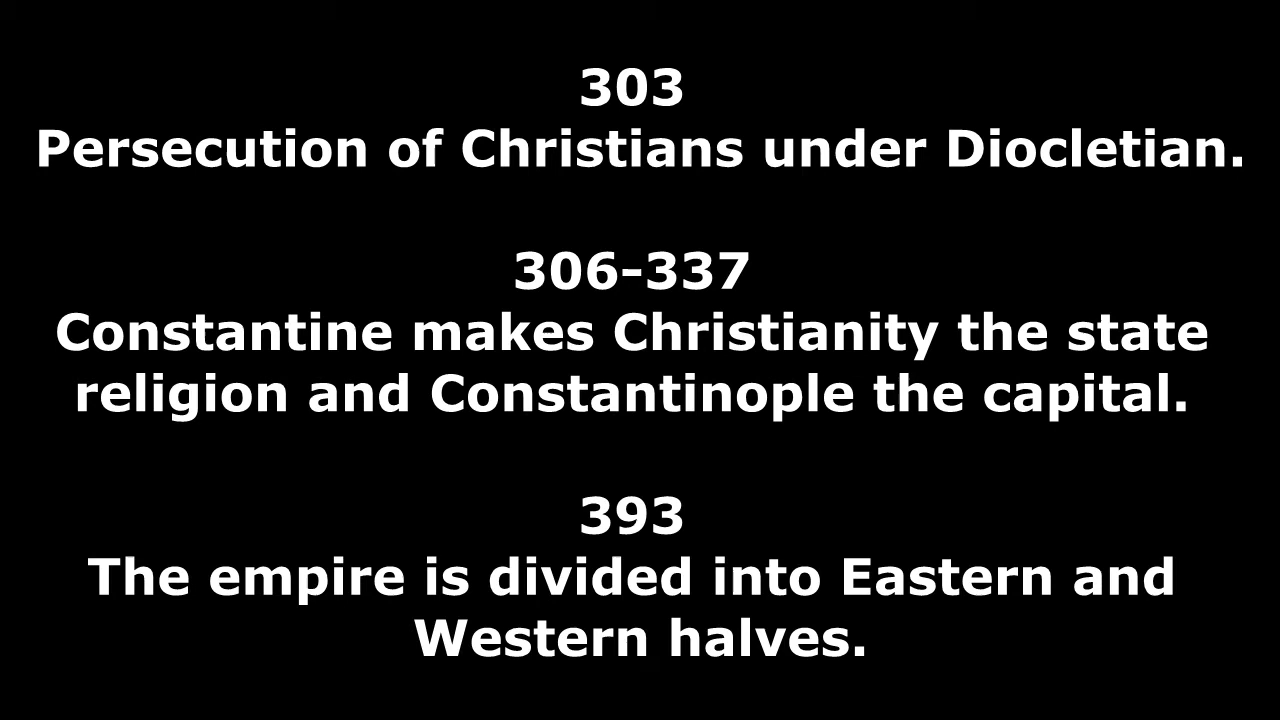 303
Persecution of Christians under Diocletian.
306-337
Constantine makes Christianity the state
religion and Constantinople the capital.
393
The empire is divided into Eastern and
Western halves.